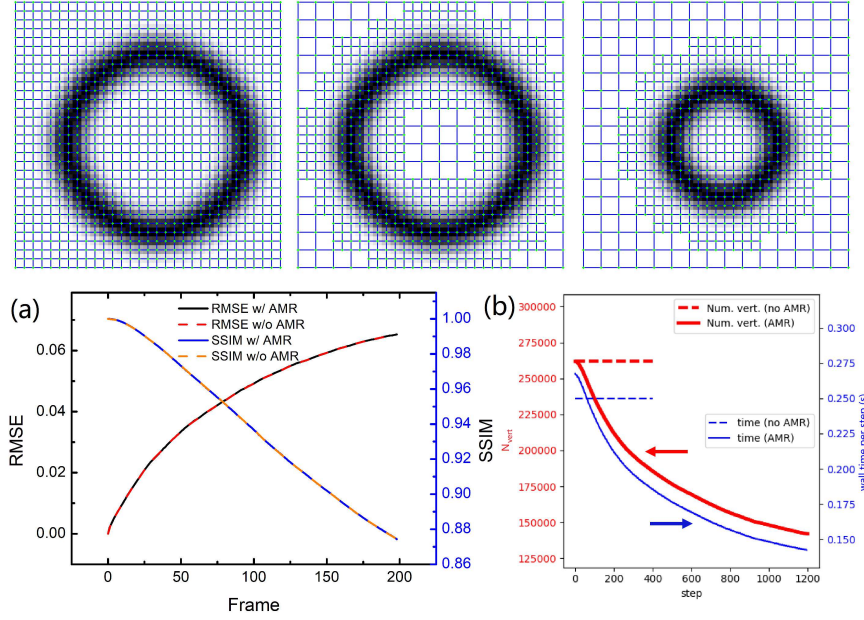 (a)
RMSE w/ AMR
RMSE w/o AMR
SSIM w/ AMR
SSIM w/o AMR
0.06
0.04
0.02
0.00
RMSE
0
50
100
150
200
Frame
1.00
0.98
0.96
0.94
0.92
0.90
0.88
0.86
SSIM
(b)
Num. vert. (no AMR)
Num. vert. (AMR)
time (no AMR)
time (AMR)
300000
275000
250000
225000
200000
175000
150000
125000
Nvert
0
200
400
600
800
1000
1200
step
0.300
0.275
0.250
0.225
0.200
0.175
0.150
wall time per step (s)